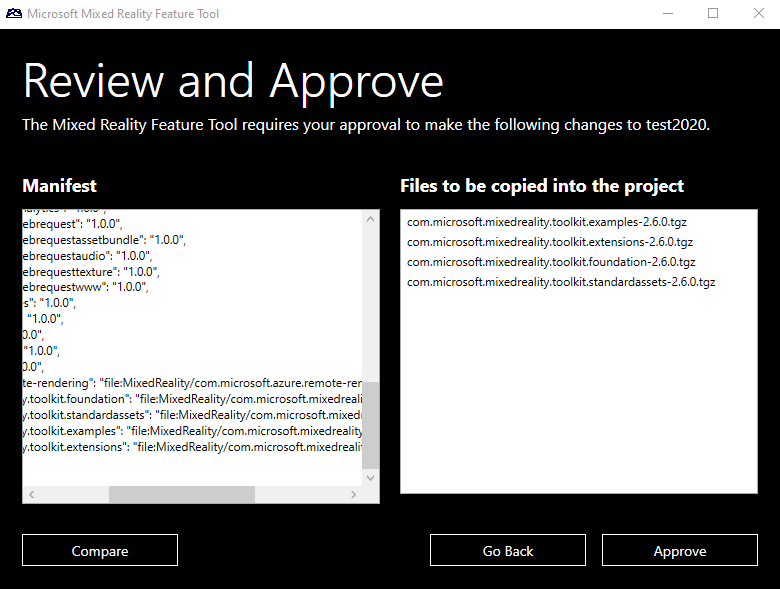 Microsoft Mixed Reality Feature Tool
Review and Approve
The Mixed Reality Feature Tool requires your approval to make the following changes to test2020.
Manifest
ebrequest": "1.0.0",
ebrequestassetbundle": "1.0.0",
ebrequestaudio": "1.0.0",
ebrequesttexture": "1.0.0",
ebrequestwww": "1.0.0",
s": "1.0.0",
"1.0.0",
0.0",
"1.0.0",
0.0",
te-rendering": "file:MixedReality/com.microsoft.azure.remote-rer
y.toolkit.foundation": "file:MixedReality/com.microsoft.mixedreali
y.toolkit.standardassets": "file:MixedReality/com.microsoft.mixed
y.toolkit.examples": "file:MixedReality/com.microsoft.mixedreality
y.toolkit.extensions": "file:MixedReality/com.microsoft.mixedrealit
Files to be copied into the project
com.microsoft.mixedreality.toolkit.examples-2.6.0.tgz
com.microsoft.mixedreality.toolkit.extensions-2.6.0.tgz
com.microsoft.mixedreality.toolkit.foundation-2.6.0.tgz
com.microsoft.mixedreality.toolkit.standardassets-2.6.0.tgz
Compare
Go Back
Approve